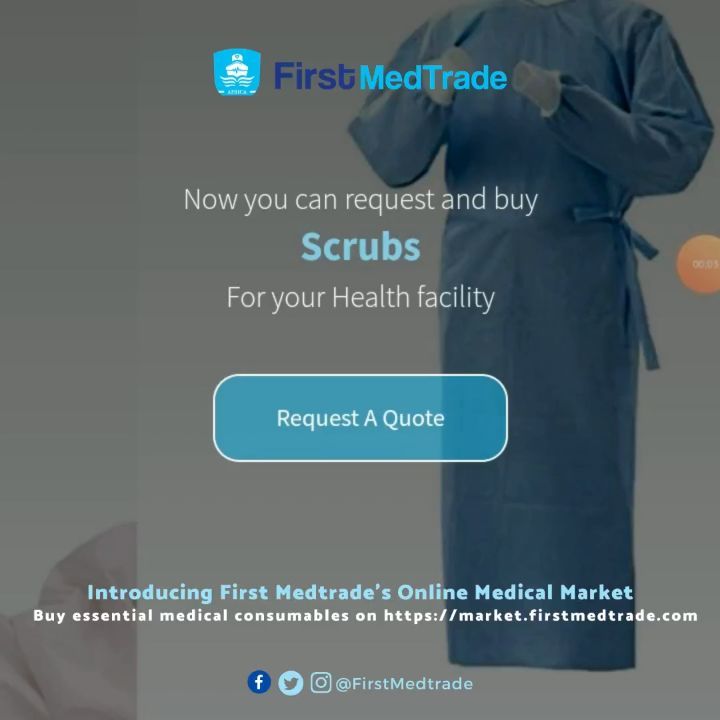 AFRICA
First MedTrade
Now you can request and buy
Scrubs
For your Health facility
00:03
Request A Quote
Introducing First Medtrade's Online Medical Market
Buy essential medical consumables on https://market.firstmedtrade.com
@FirstMedtrade